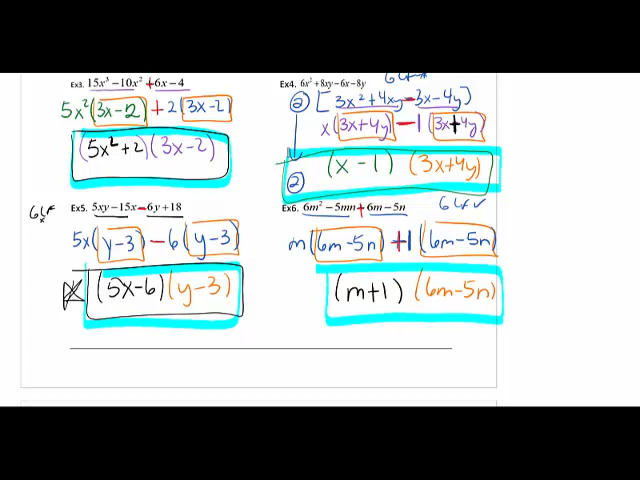 Ex3. 15x³ − 10x² + 6x − 4
5x²(3x−2) + 2(3x−2)
(5x²+2)(3x−2)
Ex4. 6x² + 8xy − 6x − 8y
② [3x²+4xy − 3x−4y]
x(3x+4y) − 1(3x+4y)
② (x − 1) (3x+4y)
GCF
Ex5. 5xy − 15x − 6y + 18
5x(y−3) − 6(y−3)
(5x−6)(y−3)
GCF ✓
Ex6. 6m² − 5mn + 6m − 5n
m(6m−5n) + 1(6m−5n)
(m+1) (6m−5n)